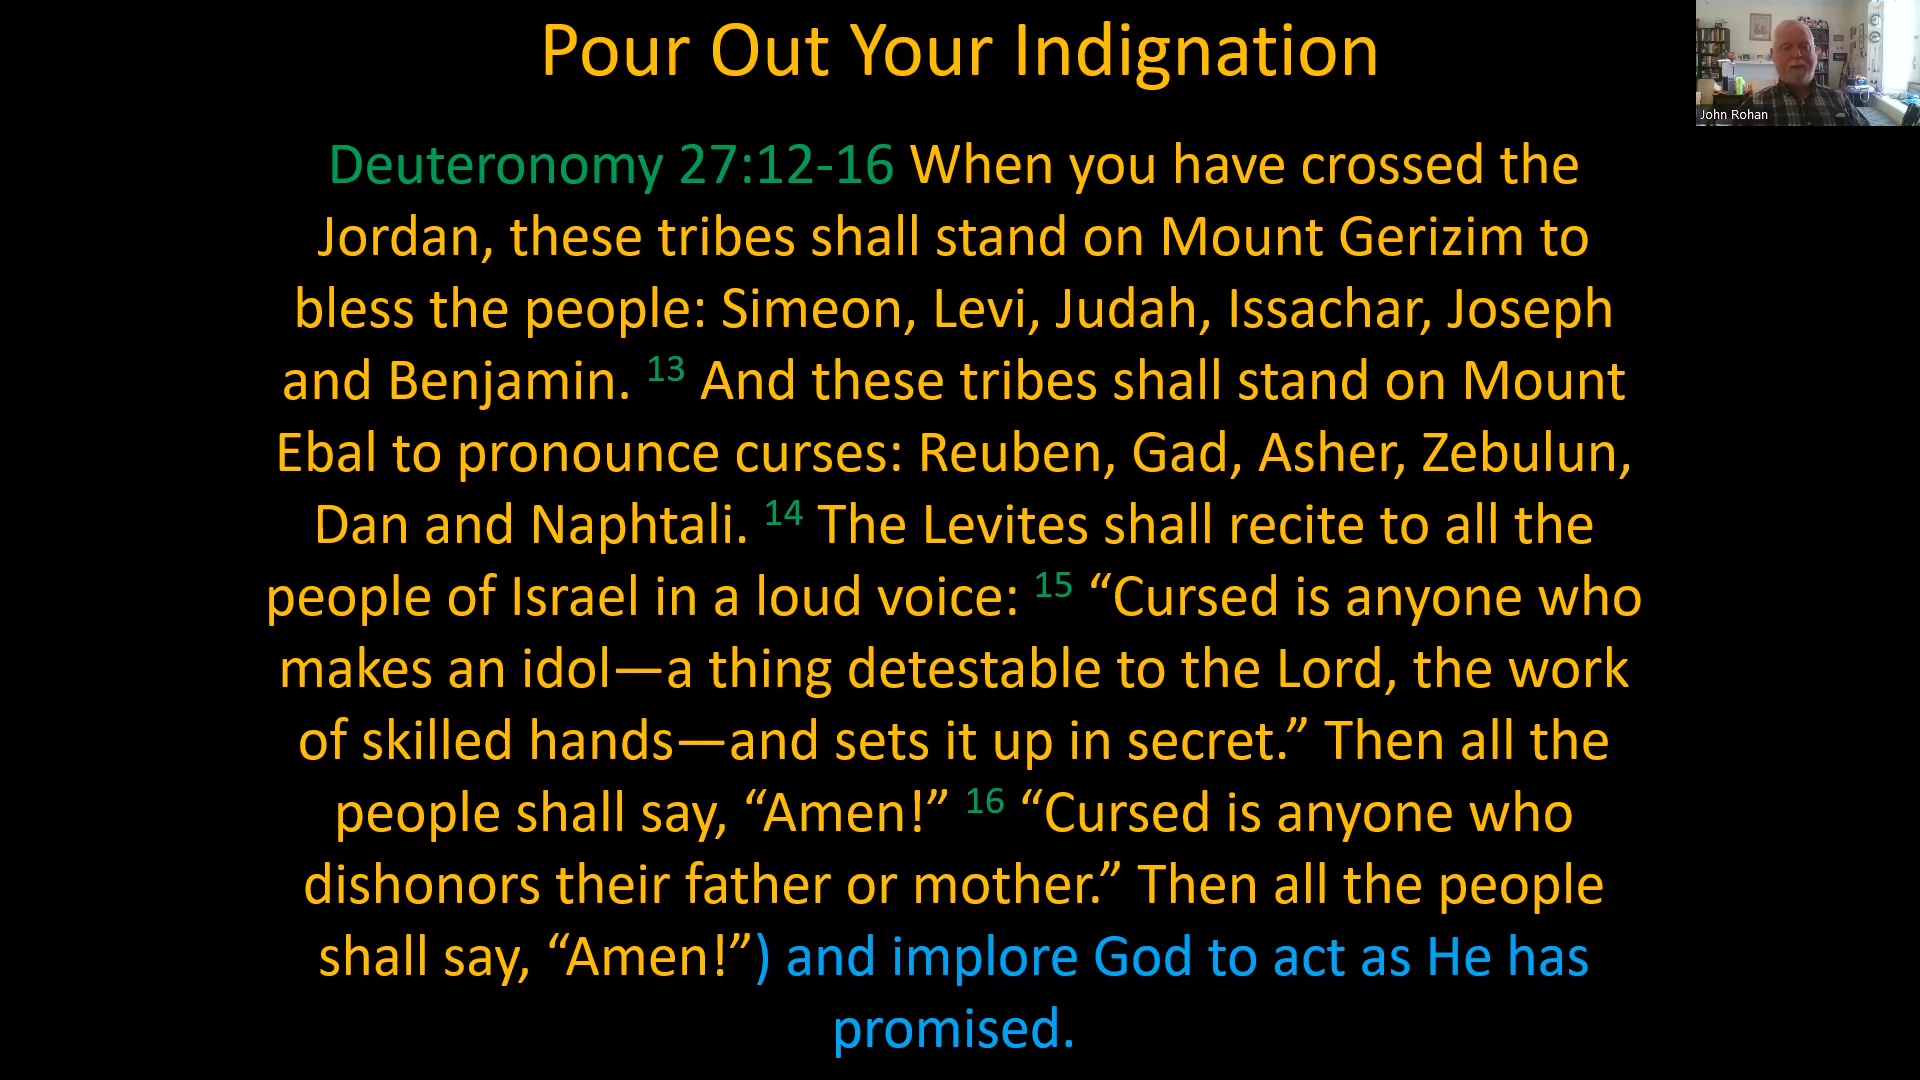 Pour Out Your Indignation
John Rohan
Deuteronomy 27:12-16 When you have crossed the
Jordan, these tribes shall stand on Mount Gerizim to
bless the people: Simeon, Levi, Judah, Issachar, Joseph
and Benjamin. 13 And these tribes shall stand on Mount
Ebal to pronounce curses: Reuben, Gad, Asher, Zebulun,
Dan and Naphtali. 14 The Levites shall recite to all the
people of Israel in a loud voice: 15 “Cursed is anyone who
makes an idol—a thing detestable to the Lord, the work
of skilled hands—and sets it up in secret.” Then all the
people shall say, “Amen!” 16 “Cursed is anyone who
dishonors their father or mother.” Then all the people
shall say, “Amen!”) and implore God to act as He has
promised.